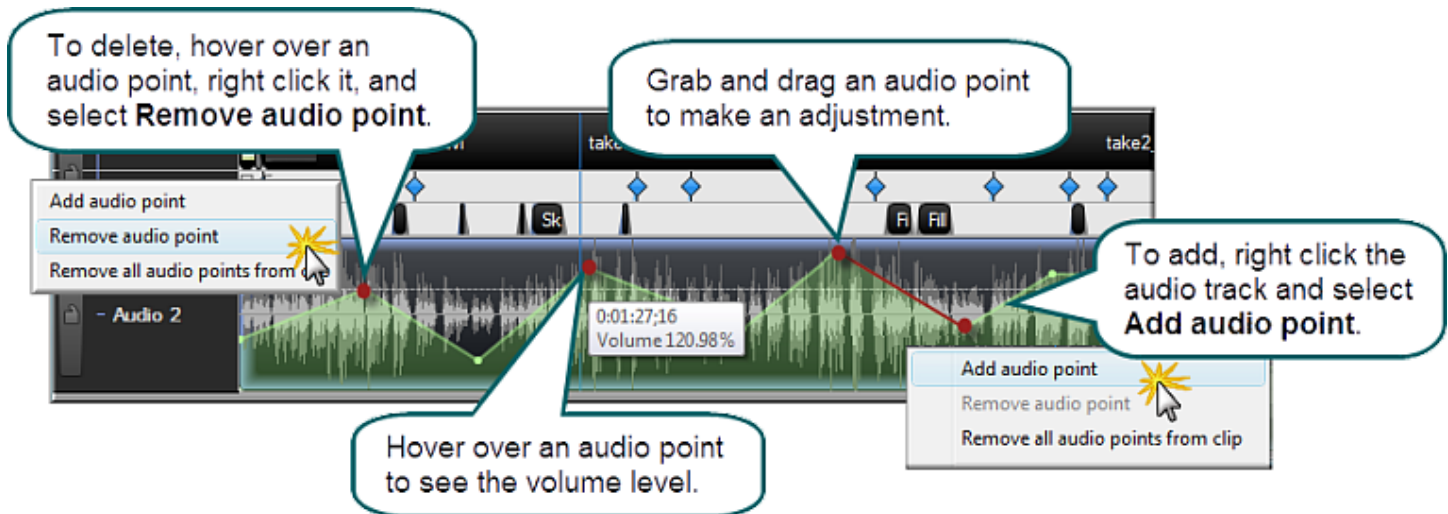 To delete, hover over an
audio point, right click it, and
select Remove audio point.
Grab and drag an audio point
to make an adjustment.
take2_
Add audio point
Remove audio point
Remove all audio points from
Sk
Fi
Fill
To add, right click the
audio track and select
Add audio point.
- Audio 2
0:01:27;16
Volume 120.98%
Add audio point
Remove audio point
Remove all audio points from clip
Hover over an audio point
to see the volume level.